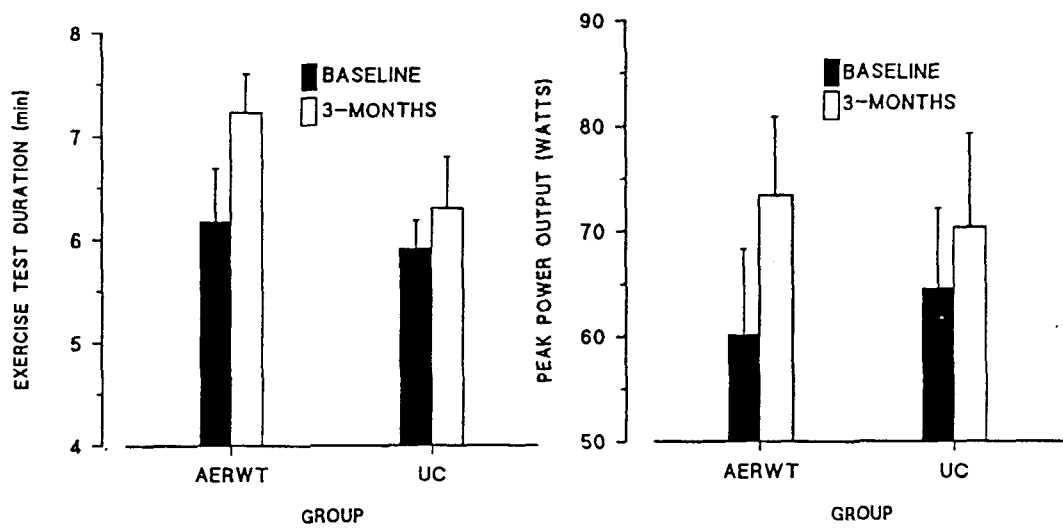 EXERCISE TEST DURATION (min)
8
7
6
5
4
BASELINE
3-MONTHS
AERWT
UC
GROUP
PEAK POWER OUTPUT (WATTS)
90
80
70
60
50
BASELINE
3-MONTHS
AERWT
UC
GROUP